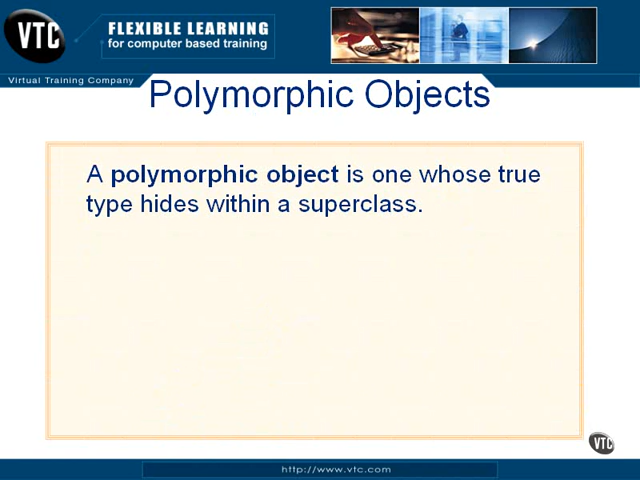 VTC
FLEXIBLE LEARNING
for computer based training
Virtual Training Company
Polymorphic Objects
A polymorphic object is one whose true
type hides within a superclass.
VTC
http://www.vtc.com